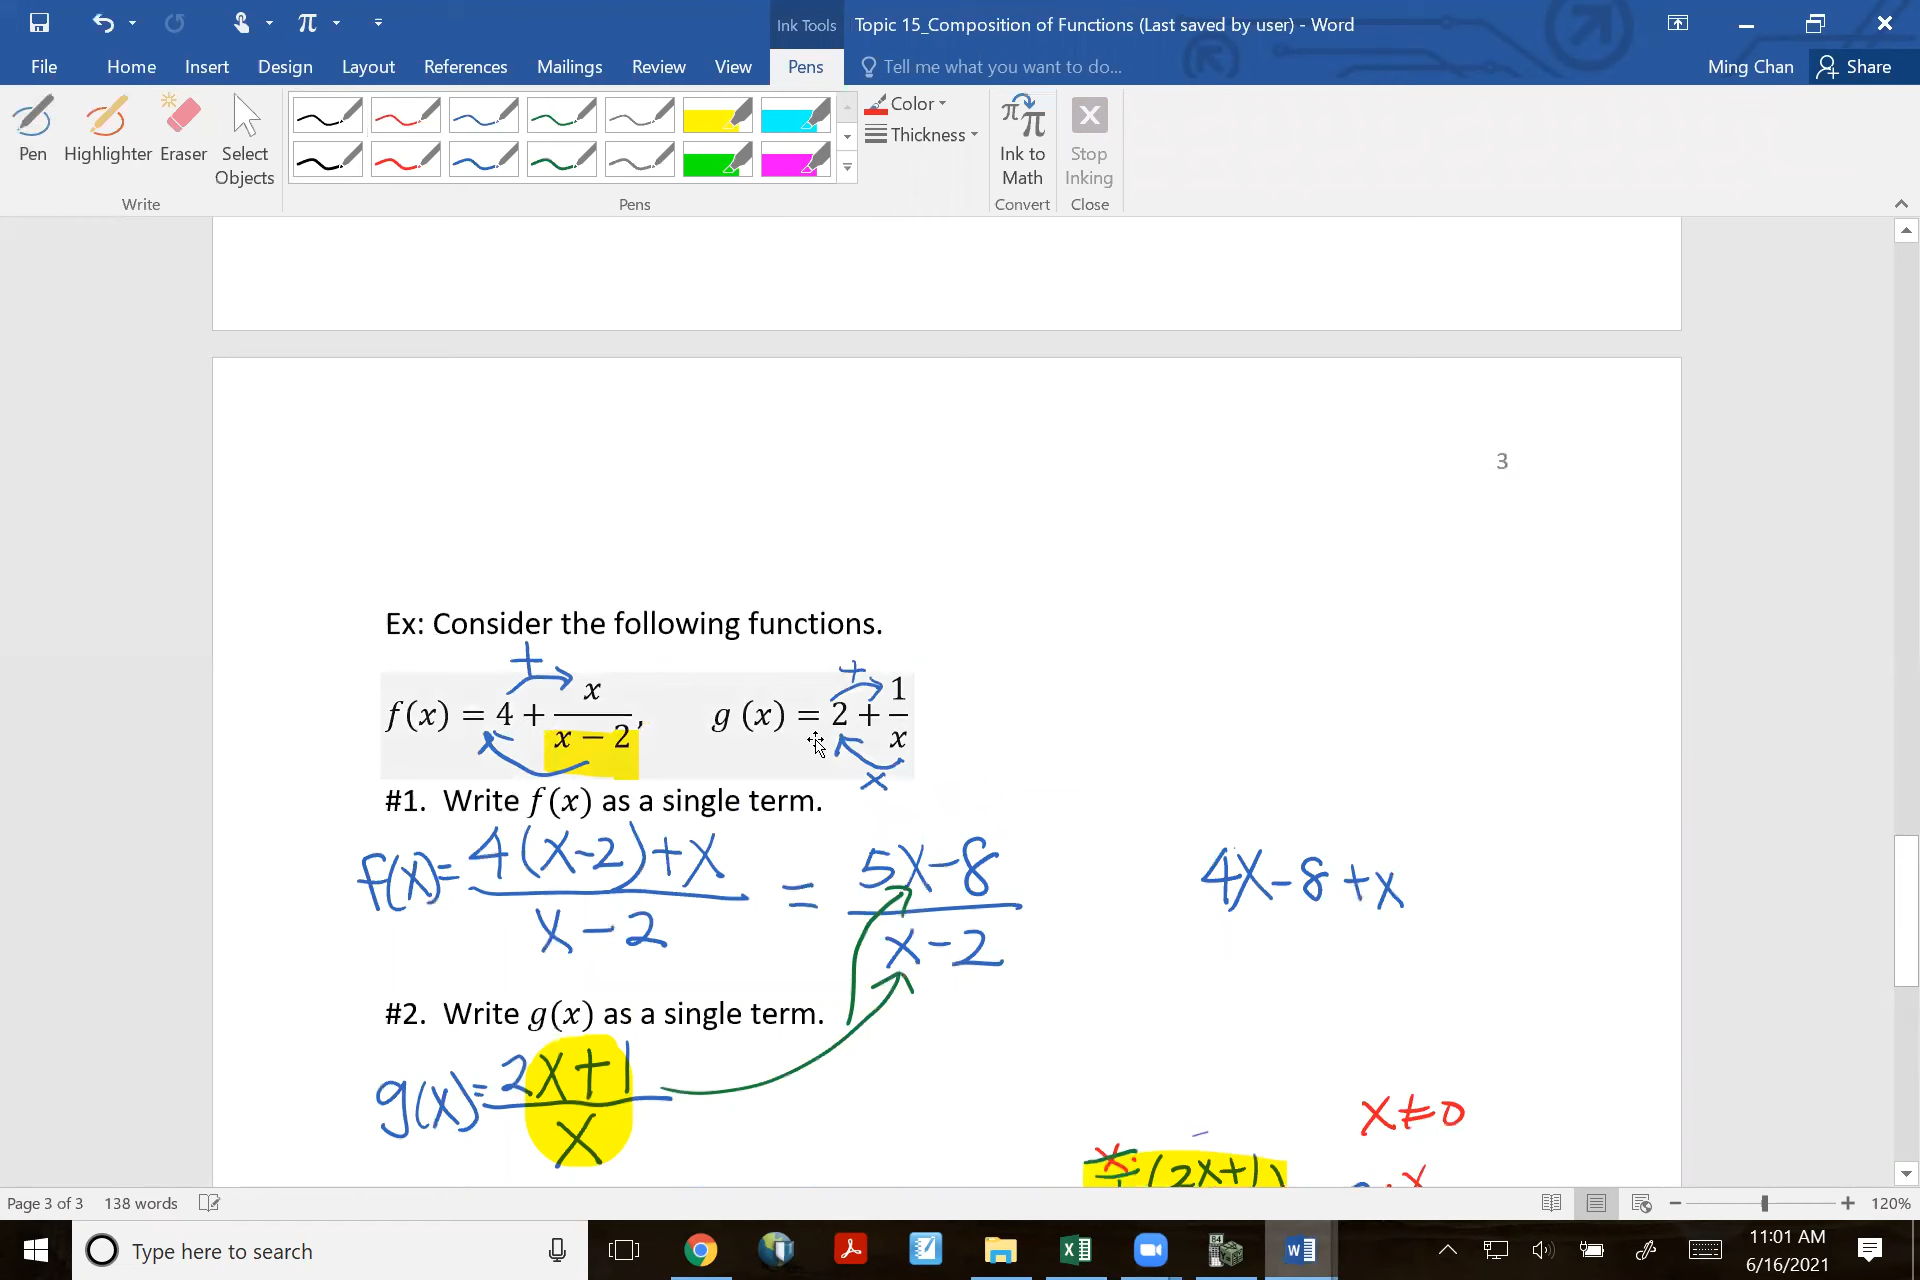 Ink Tools
Topic 15_Composition of Functions (Last saved by user) - Word
File Home Insert Design Layout References Mailings Review View Pens Tell me what you want to do... Ming Chan Share
Pen Highlighter Eraser Select Objects
Color
Thickness
Ink to Math
Stop Inking
Write Pens Convert Close
3
Ex: Consider the following functions.
+ +
f(x) = 4 + x/(x − 2), g (x) = 2 + 1/x
x
#1. Write f(x) as a single term.
f(x)= (4(x-2)+x)/(x-2) = (5x-8)/(x-2) 4x-8+x
#2. Write g(x) as a single term.
g(x)= (2x+1)/x
x≠0
x. (2x+1)
Page 3 of 3 138 words 120%
Type here to search
11:01 AM
6/16/2021